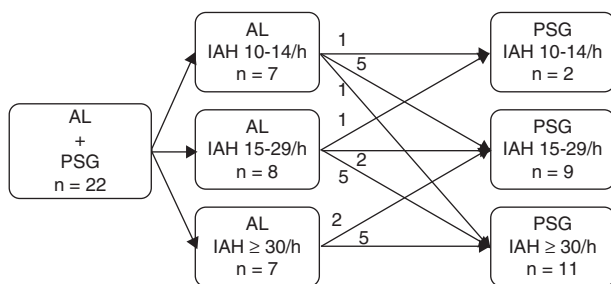 AL
+
PSG
n = 22
AL
IAH 10-14/h
n = 7
AL
IAH 15-29/h
n = 8
AL
IAH ≥ 30/h
n = 7
1
5
1
1
2
5
2
5
PSG
IAH 10-14/h
n = 2
PSG
IAH 15-29/h
n = 9
PSG
IAH ≥ 30/h
n = 11